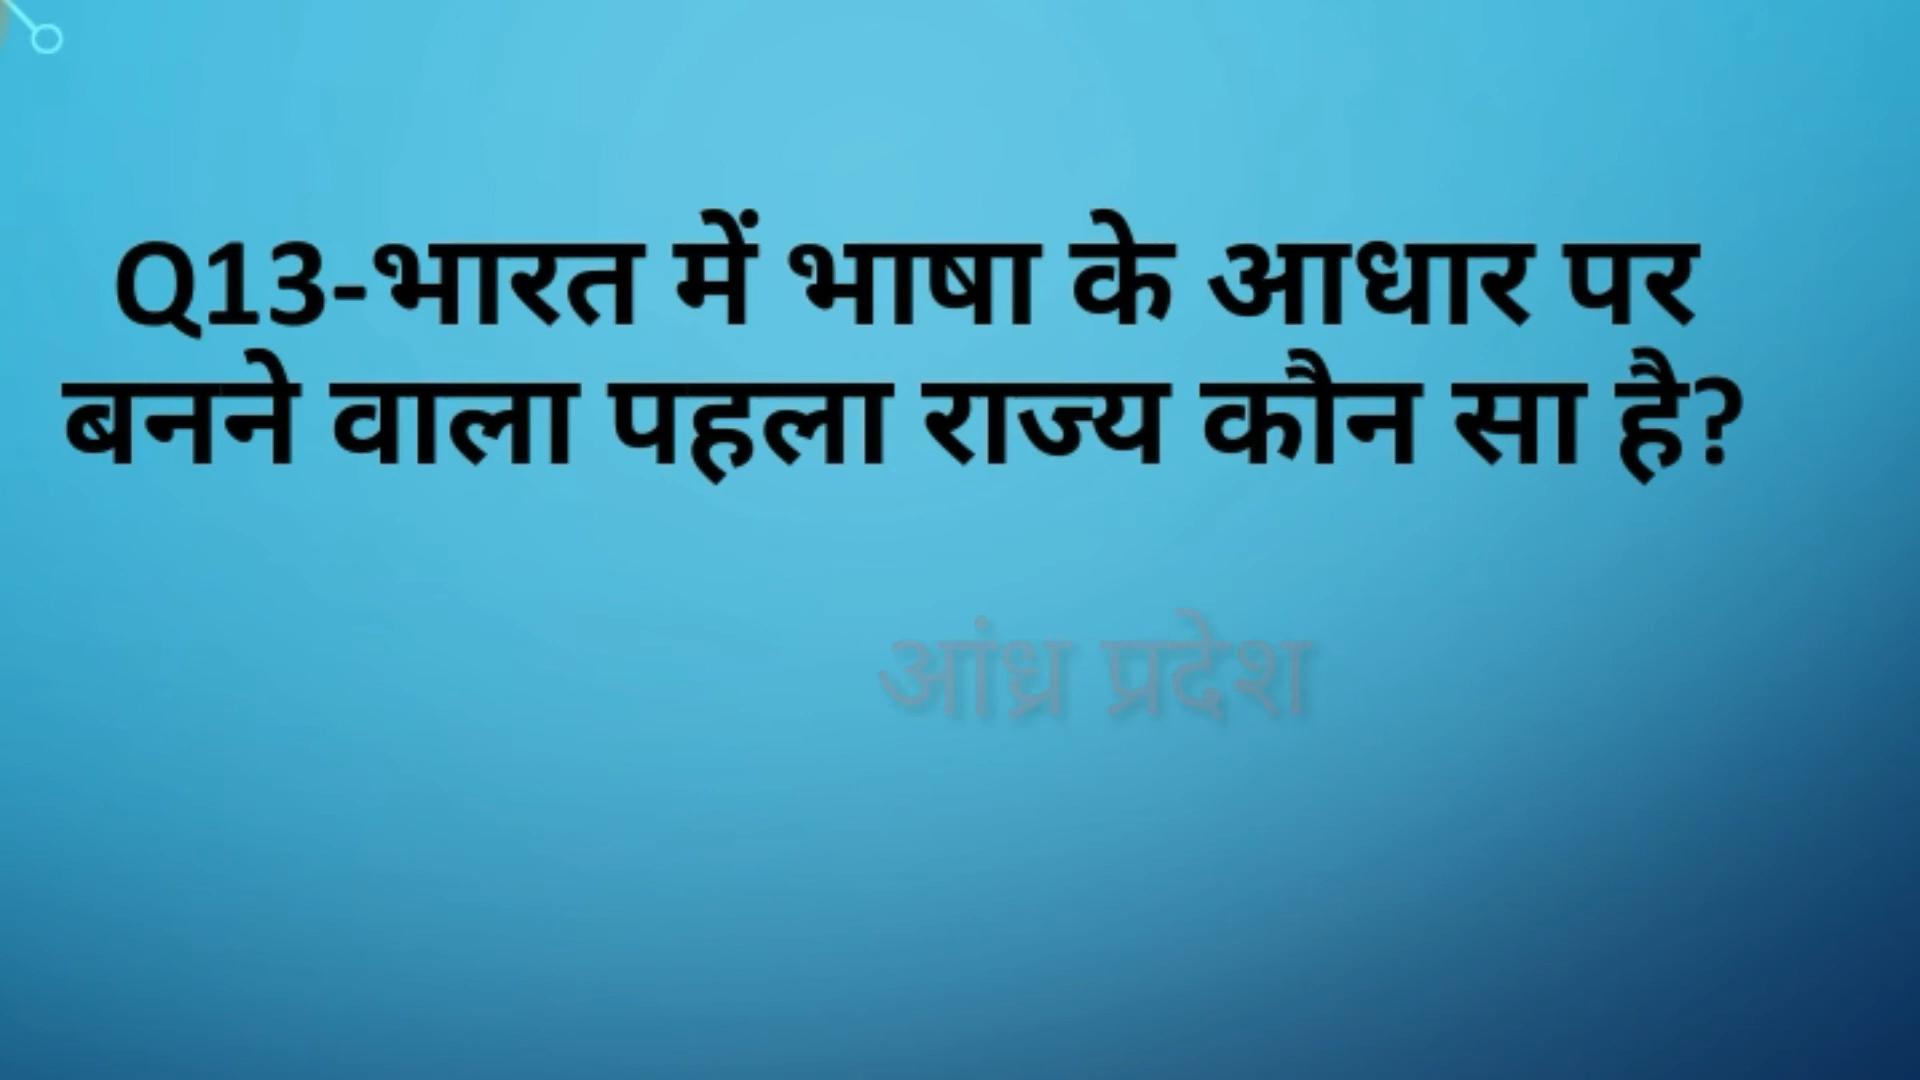 Q13-भारत में भाषा के आधार पर
बनने वाला पहला राज्य कौन सा है?
आंध्र प्रदेश